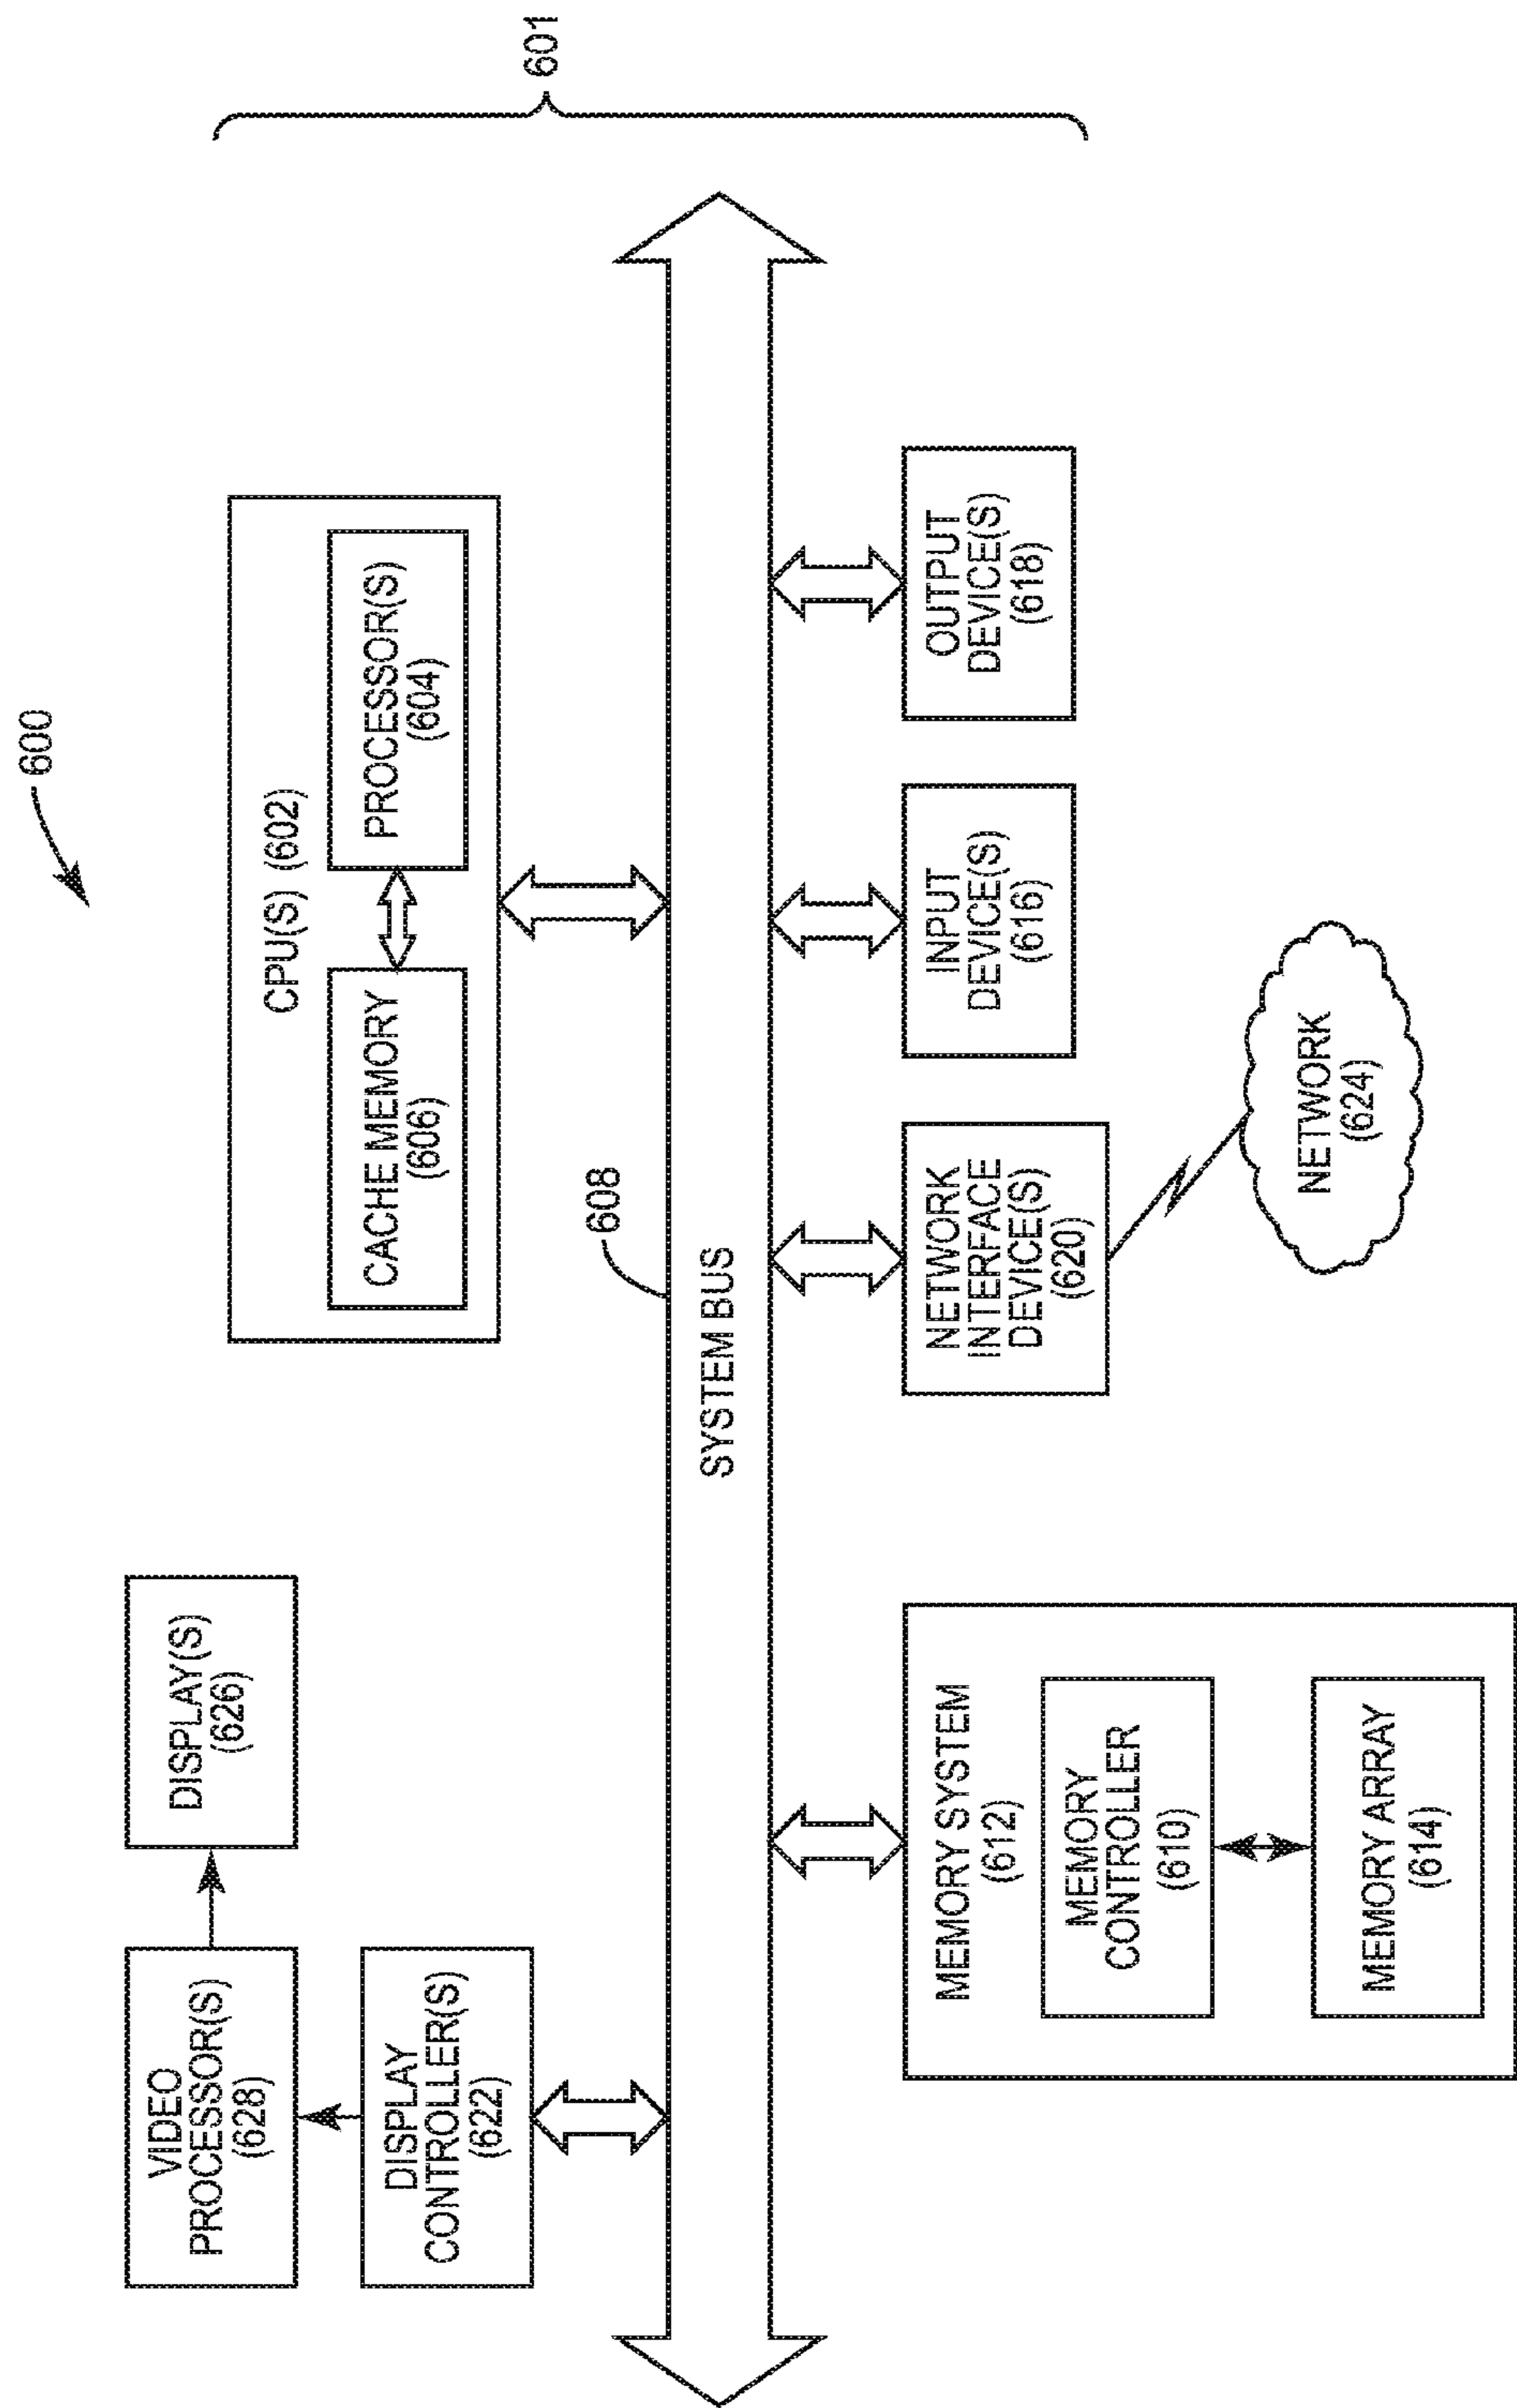 600
VIDEO
PROCESSOR(S)
(628)
DISPLAY(S)
(626)
DISPLAY
CONTROLLER(S)
(622)
CPU(S) (602)
CACHE MEMORY
(606)
PROCESSOR(S)
(604)
608
SYSTEM BUS
601
MEMORY SYSTEM
(612)
MEMORY
CONTROLLER
(610)
MEMORY ARRAY
(614)
NETWORK
INTERFACE
DEVICE(S)
(620)
INPUT
DEVICE(S)
(616)
OUTPUT
DEVICE(S)
(618)
NETWORK
(624)